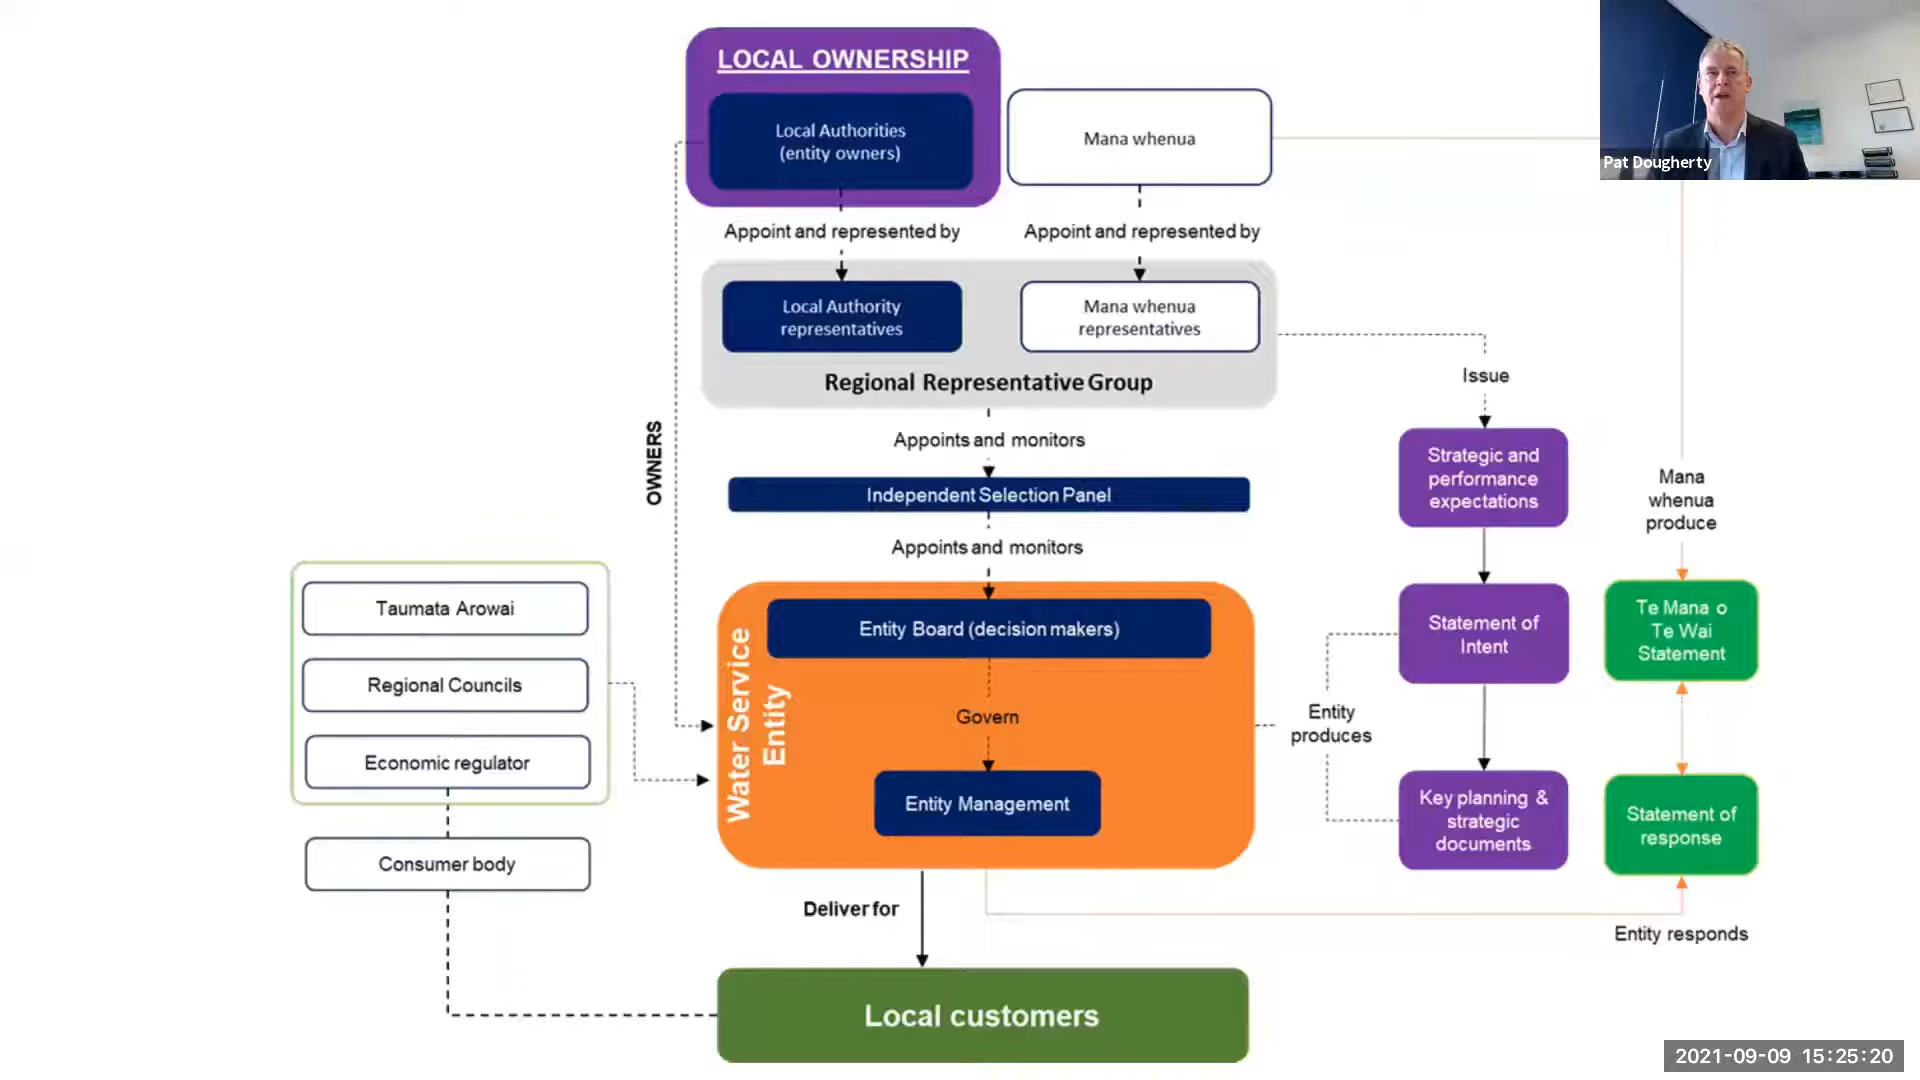 LOCAL OWNERSHIP
Local Authorities
(entity owners)
Mana whenua
Pat Dougherty
Appoint and represented by
Appoint and represented by
Local Authority
representatives
Mana whenua
representatives
Regional Representative Group
Issue
Appoints and monitors
OWNERS
Strategic and
performance
expectations
Mana
whenua
produce
Independent Selection Panel
Appoints and monitors
Taumata Arowai
Regional Councils
Economic regulator
Consumer body
Water Service
Entity
Entity Board (decision makers)
Govern
Entity Management
Entity
produces
Statement of
Intent
Te Mana o
Te Wai
Statement
Key planning &
strategic
documents
Statement of
response
Deliver for
Entity responds
Local customers
2021-09-09 15:25:20